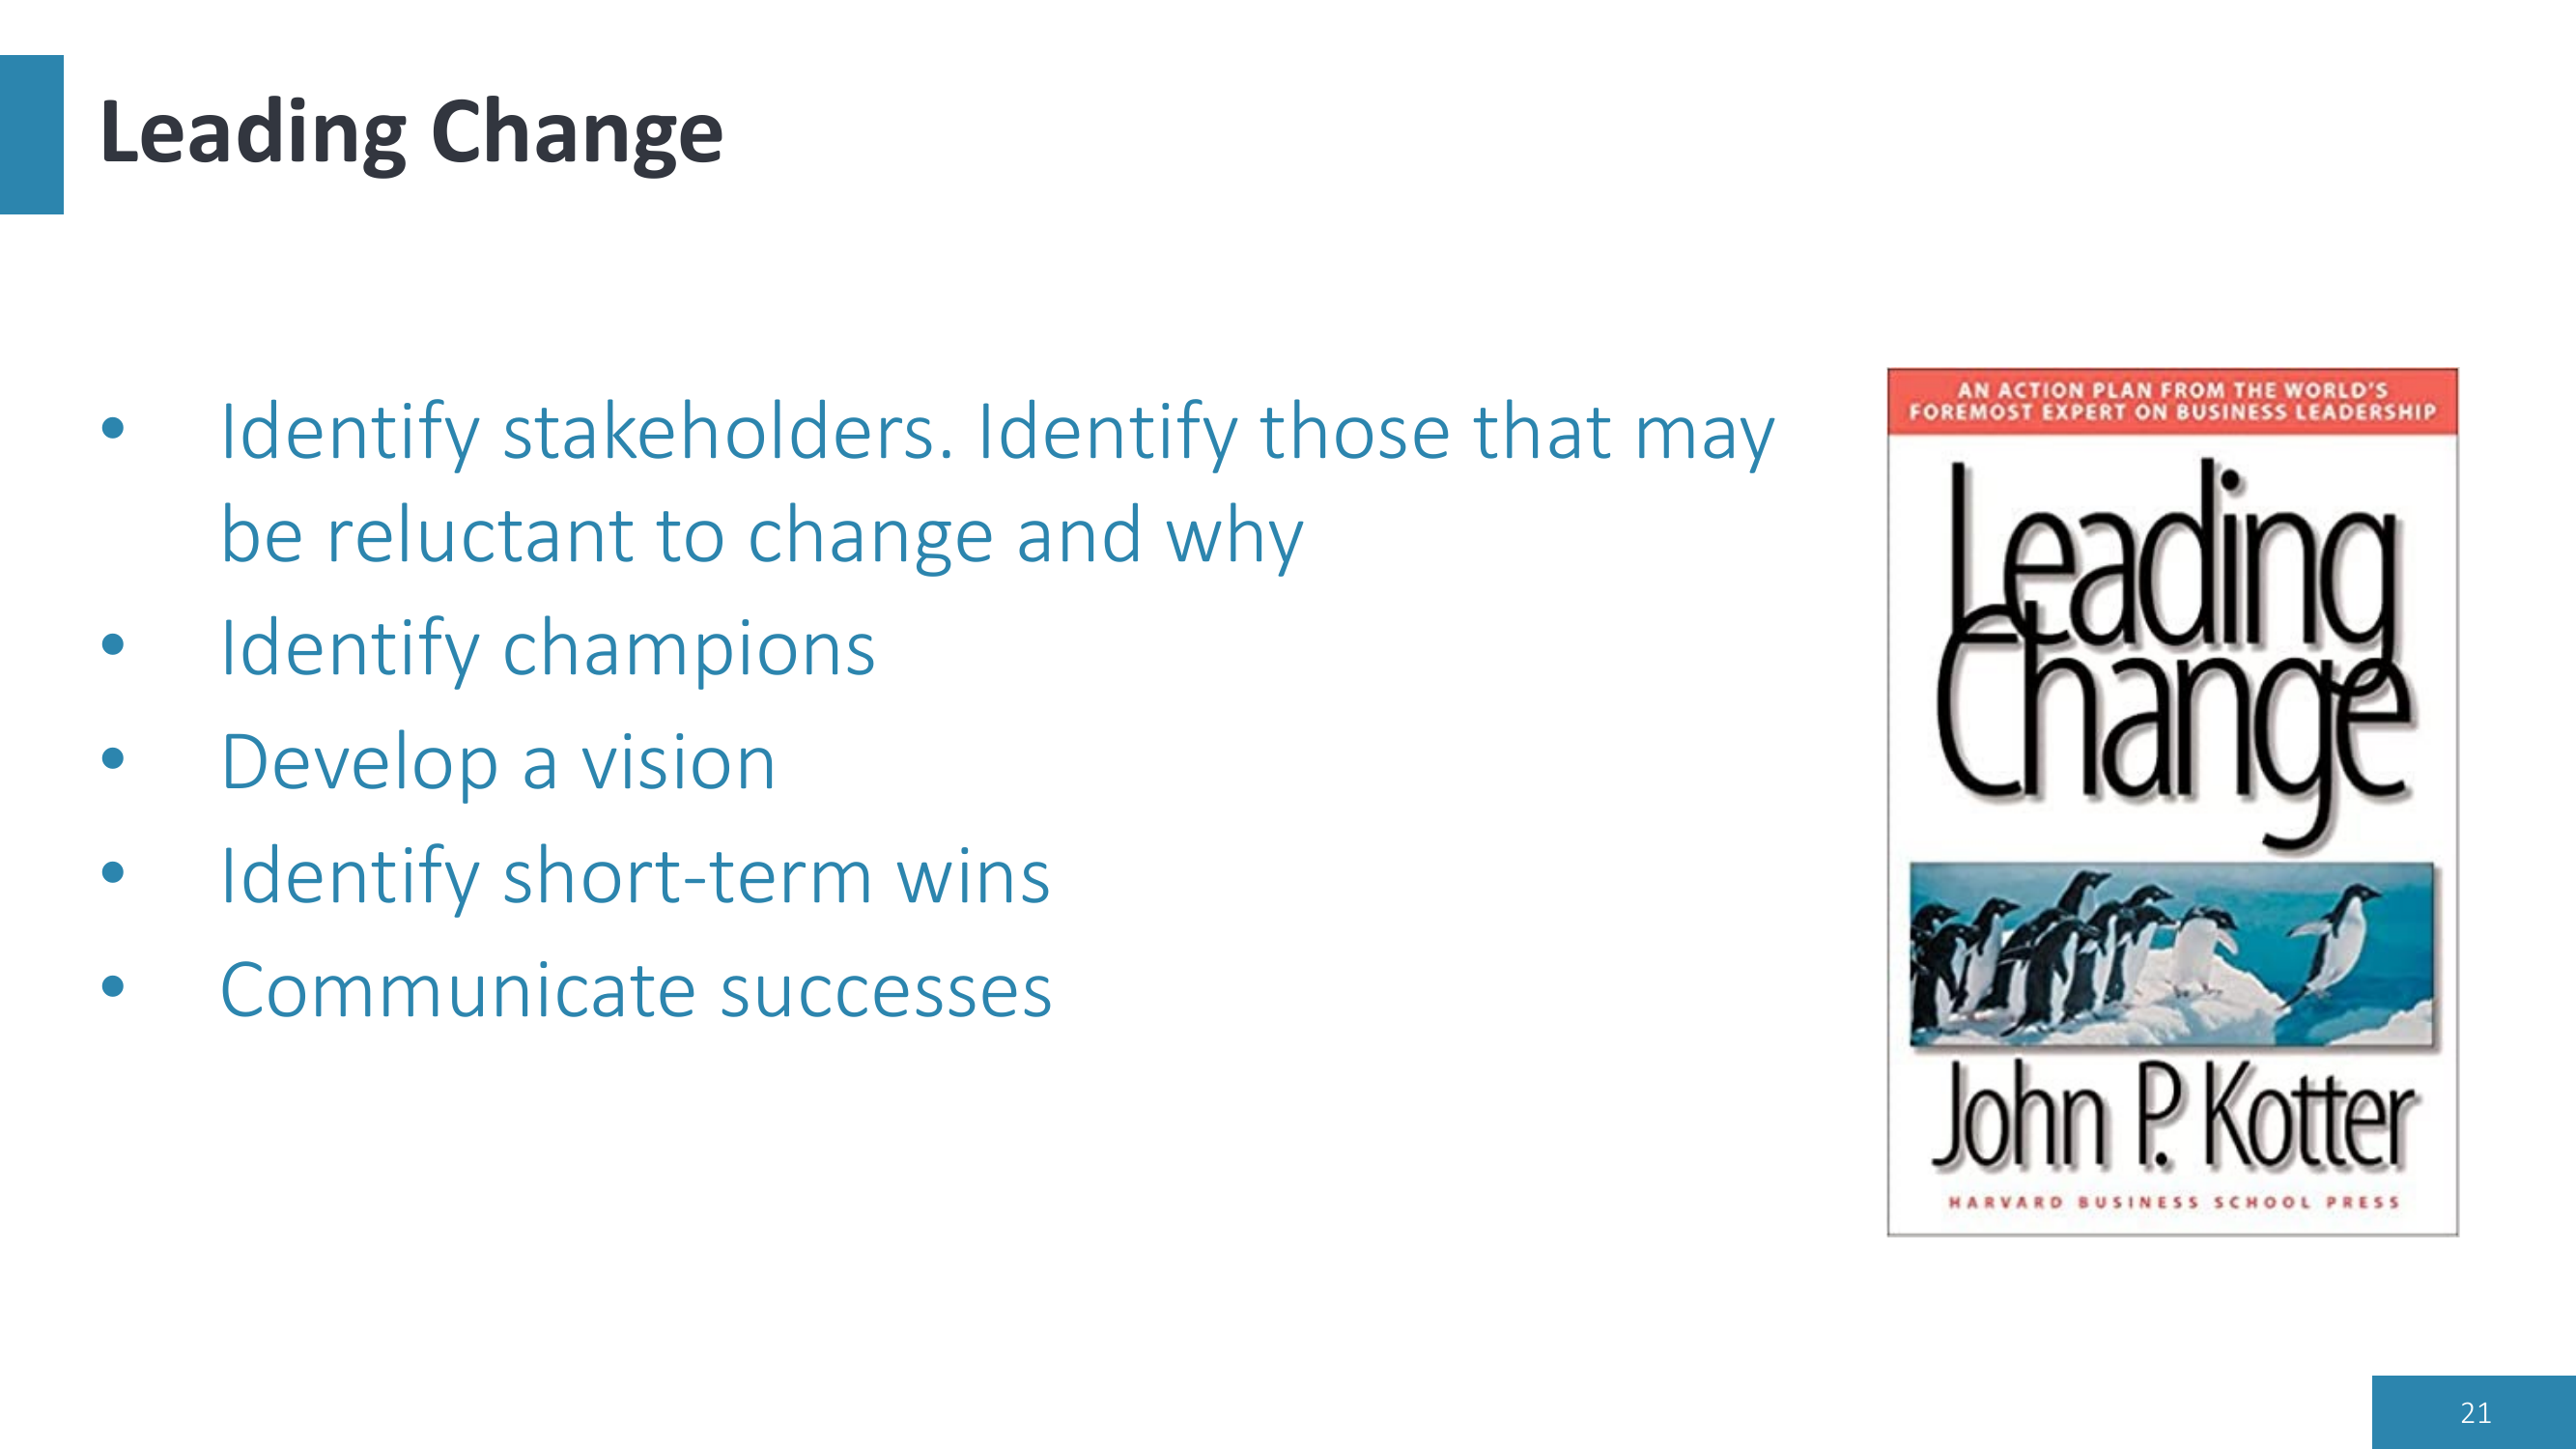 Leading Change
• Identify stakeholders. Identify those that may
be reluctant to change and why
• Identify champions
• Develop a vision
• Identify short-term wins
• Communicate successes
AN ACTION PLAN FROM THE WORLD'S
FOREMOST EXPERT ON BUSINESS LEADERSHIP
Leading
Change
John P. Kotter
HARVARD BUSINESS SCHOOL PRESS
21